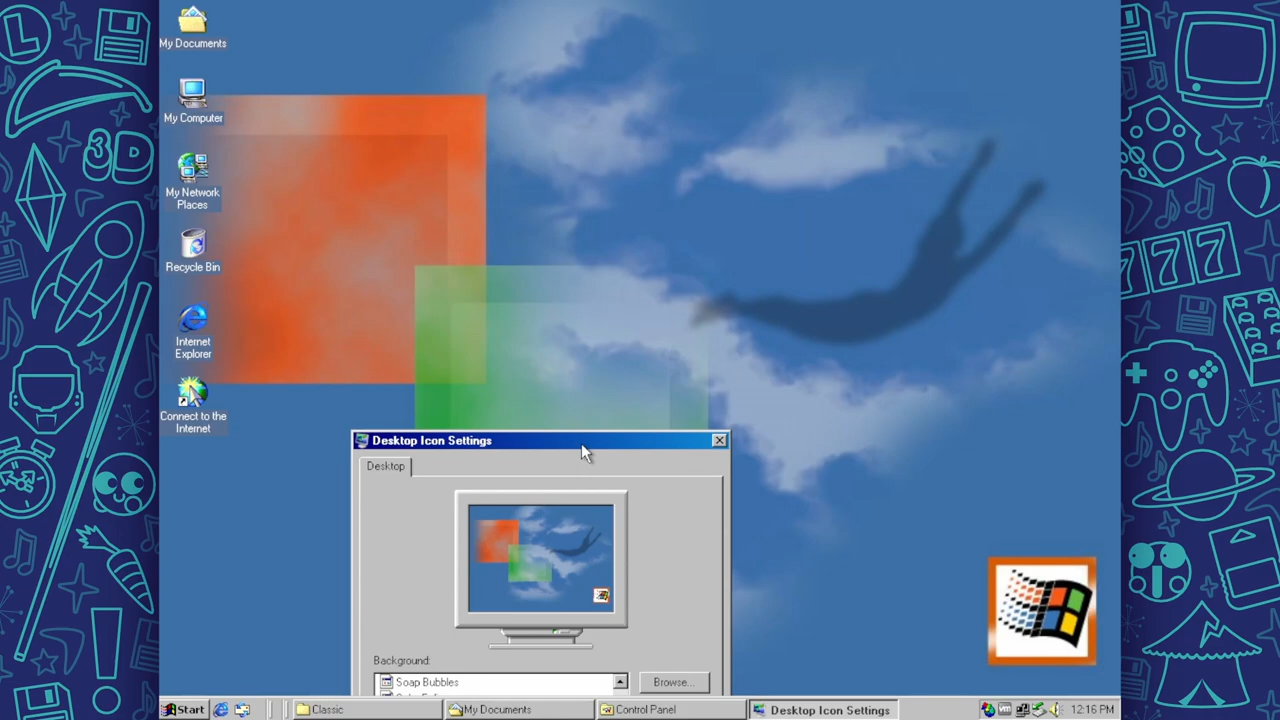 My Documents
My Computer
My Network
Places
Recycle Bin
Internet
Explorer
Connect to the
Internet
Desktop Icon Settings
Desktop
Background:
Soap Bubbles
Browse...
Start
Classic
My Documents
Control Panel
Desktop Icon Settings
12:16 PM
L
3D
777